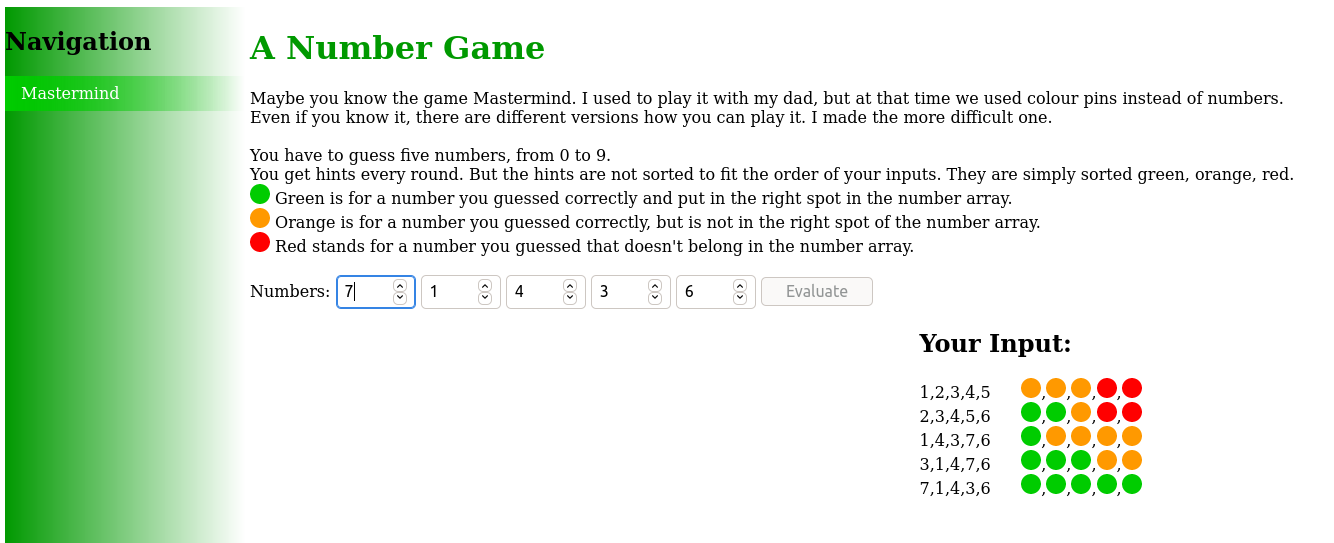 Navigation
Mastermind
A Number Game
Maybe you know the game Mastermind. I used to play it with my dad, but at that time we used colour pins instead of numbers.
Even if you know it, there are different versions how you can play it. I made the more difficult one.
You have to guess five numbers, from 0 to 9.
You get hints every round. But the hints are not sorted to fit the order of your inputs. They are simply sorted green, orange, red.
Green is for a number you guessed correctly and put in the right spot in the number array.
Orange is for a number you guessed correctly, but is not in the right spot of the number array.
Red stands for a number you guessed that doesn't belong in the number array.
Numbers: 7 1 4 3 6 Evaluate
Your Input:
1,2,3,4,5 , , , ,
2,3,4,5,6 , , , ,
1,4,3,7,6 , , , ,
3,1,4,7,6 , , , ,
7,1,4,3,6 , , , ,